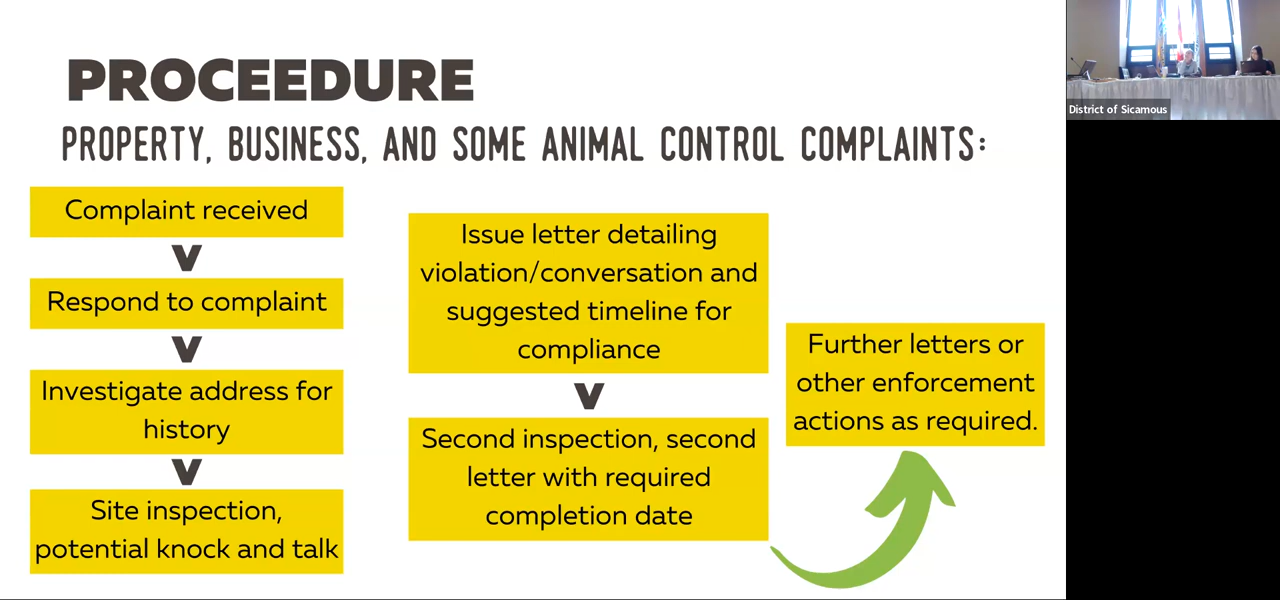 PROCEEDURE
PROPERTY, BUSINESS, AND SOME ANIMAL CONTROL COMPLAINTS:
Complaint received
Respond to complaint
Investigate address for
history
Site inspection,
potential knock and talk
Issue letter detailing
violation/conversation and
suggested timeline for
compliance
Second inspection, second
letter with required
completion date
Further letters or
other enforcement
actions as required.
District of Sicamous